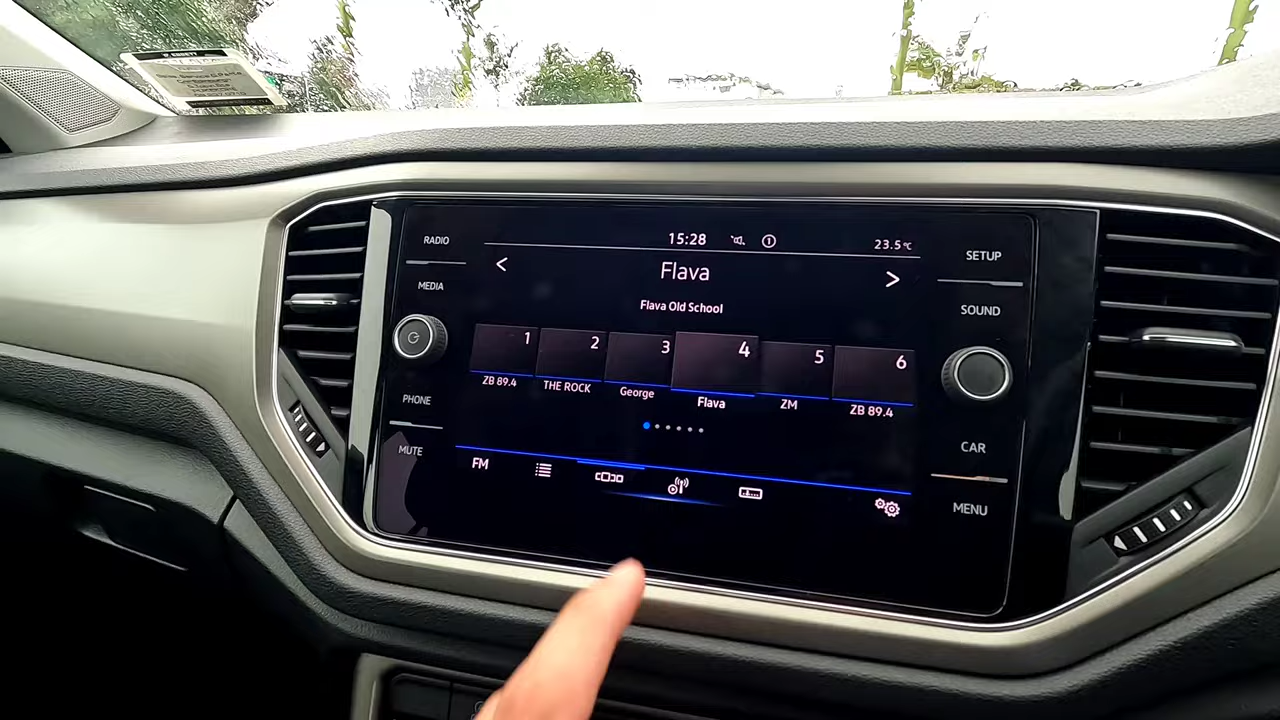 RADIO
MEDIA
PHONE
MUTE
15:28
23.5°C
<
Flava
>
Flava Old School
1 2 3 4 5 6
ZB 89.4 THE ROCK George Flava ZM ZB 89.4
FM
SETUP
SOUND
CAR
MENU